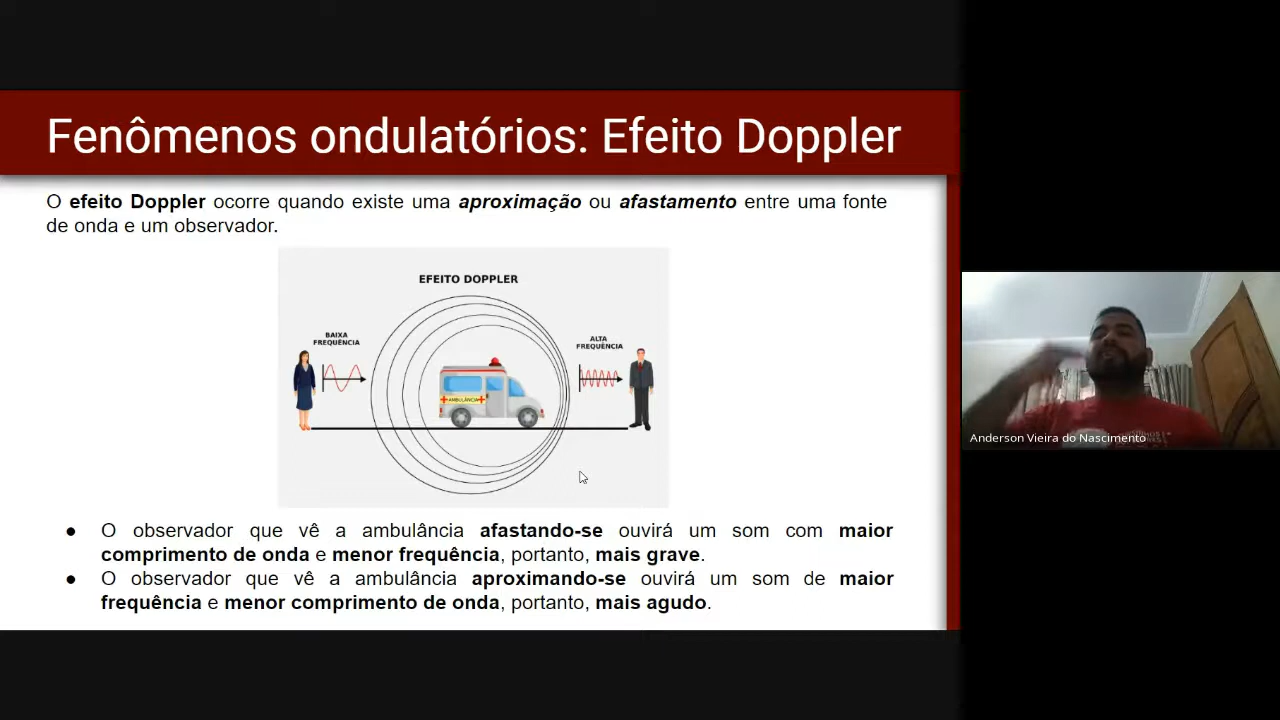 Fenômenos ondulatórios: Efeito Doppler
O efeito Doppler ocorre quando existe uma aproximação ou afastamento entre uma fonte
de onda e um observador.
EFEITO DOPPLER
BAIXA
FREQUÊNCIA
ALTA
FREQUÊNCIA
AMBULÂNCIA
● O observador que vê a ambulância afastando-se ouvirá um som com maior
comprimento de onda e menor frequência, portanto, mais grave.
● O observador que vê a ambulância aproximando-se ouvirá um som de maior
frequência e menor comprimento de onda, portanto, mais agudo.
Anderson Vieira do Nascimento